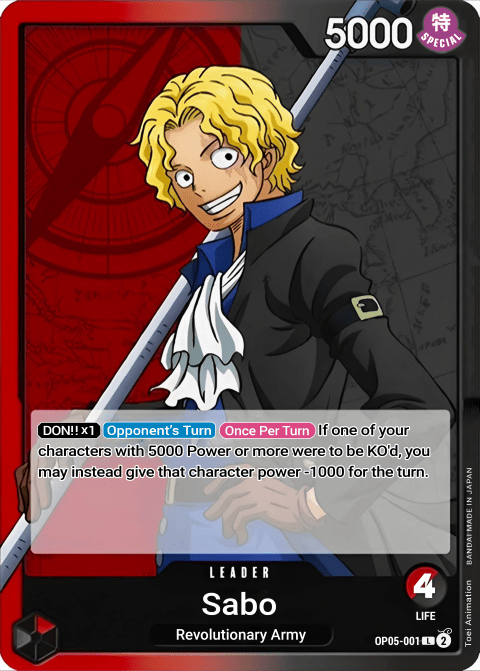 5000
特
SPECIAL
DON!! x1 Opponent's Turn Once Per Turn If one of your
characters with 5000 Power or more were to be KO'd, you
may instead give that character power -1000 for the turn.
LEADER
Sabo
Revolutionary Army
4
LIFE
OP05-001 L 2
Toei Animation BANDAI MADE IN JAPAN